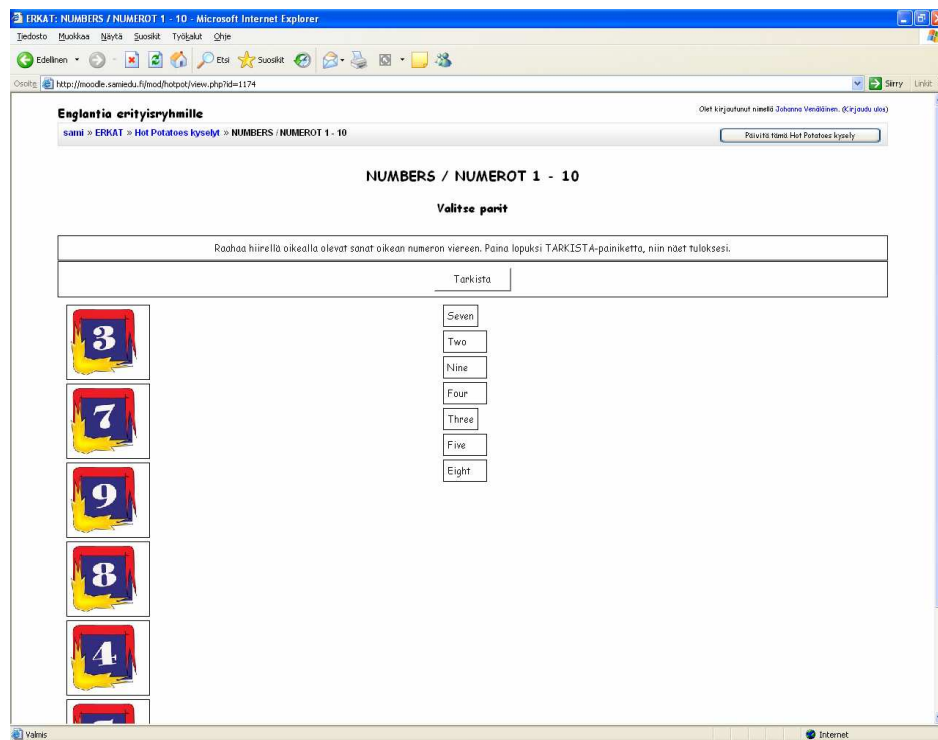 ERKAT: NUMBERS / NUMEROT 1 - 10 - Microsoft Internet Explorer
Tiedosto Muokkaa Näytä Suosikit Työkalut Ohje
Edellinen Etsi Suosikit
Osoite http://moodle.samiedu.fi/mod/hotpot/view.php?id=1174 Siirry Linkit
Englantia erityisryhmille
Olet kirjautunut nimellä Johanna Venäläinen. (Kirjaudu ulos)
sami » ERKAT » Hot Potatoes kyselyt » NUMBERS / NUMEROT 1 - 10
Päivitä tämä Hot Potatoes kysely
NUMBERS / NUMEROT 1 - 10
Valitse parit
Raahaa hiirellä oikealla olevat sanat oikean numeron viereen. Paina lopuksi TARKISTA-painiketta, niin näet tuloksesi.
Tarkista
3
7
9
8
4
Seven
Two
Nine
Four
Three
Five
Eight
Valmis
Internet